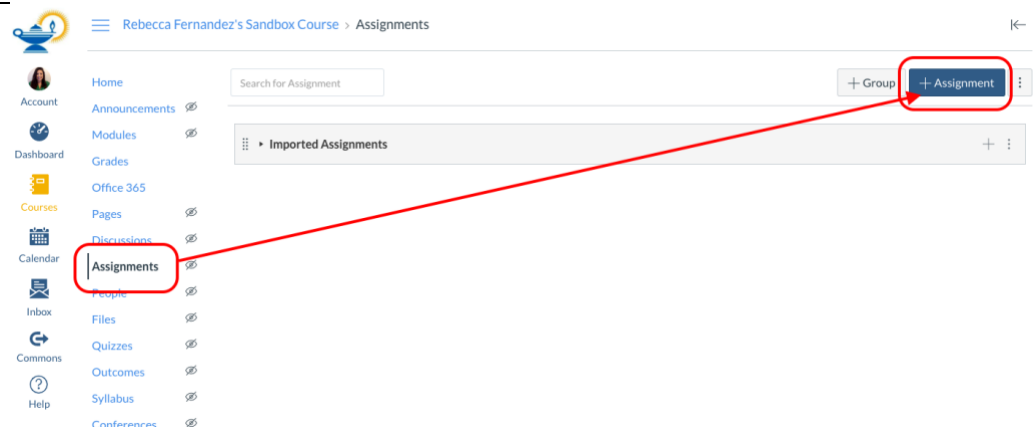 Rebecca Fernandez's Sandbox Course > Assignments
Account
Dashboard
Courses
Calendar
Inbox
Commons
Help
Home
Announcements
Modules
Grades
Office 365
Pages
Discussions
Assignments
People
Files
Quizzes
Outcomes
Syllabus
Conferences
Search for Assignment
+ Group
+ Assignment
Imported Assignments